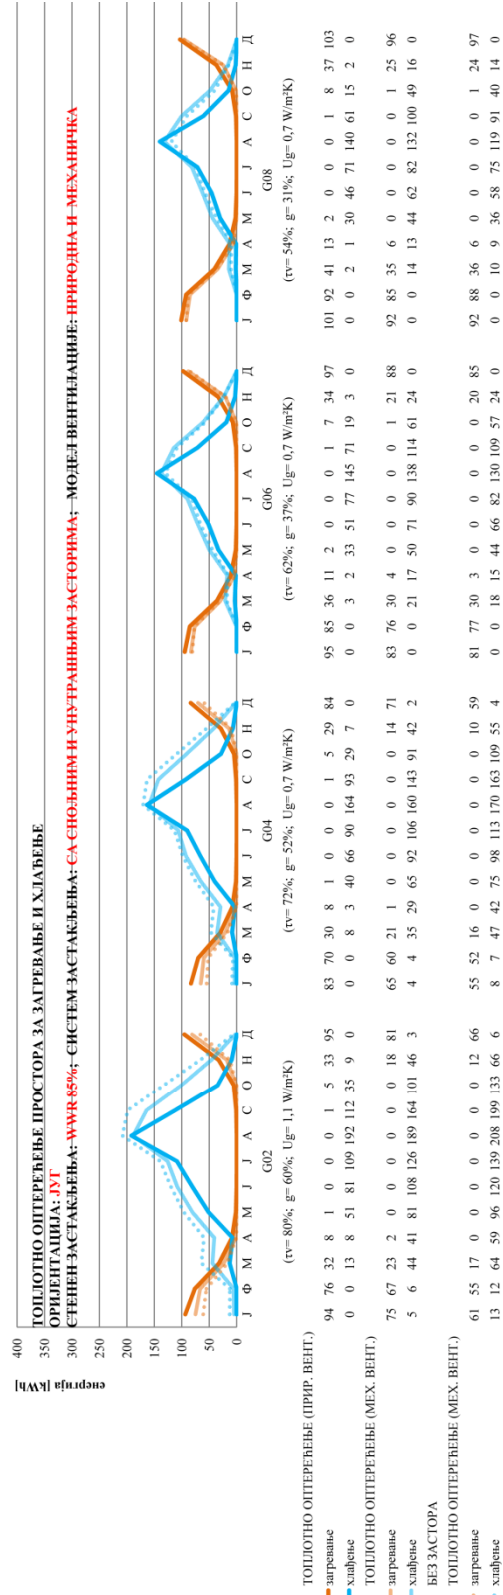 ТОПЛОТНО ОПТЕРЕЋЕЊЕ ПРОСТОРА ЗА ЗАГРЕВАЊЕ И ХЛАЂЕЊЕ
ОРИЈЕНТАЦИЈА: ЈУГ
СТЕПЕН ЗАСТАКЉЕЊА: WWR 85%; СИСТЕМ ЗАСТАКЉЕЊА: СА СПОЉНИМ И УНУТРАШЊИМ ЗАСТОРИМА; МОДЕЛ ВЕНТИЛАЦИЈЕ: ПРИРОДНА И МЕХАНИЧКА
енергија [kWh]
400
350
300
250
200
150
100
50
0
Ј Ф М А М Ј Ј А С О Н Д Ј Ф М А М Ј Ј А С О Н Д Ј Ф М А М Ј Ј А С О Н Д Ј Ф М А М Ј Ј А С О Н Д
G02 G04 G06 G08
(τv= 80%; g= 60%; Ug= 1,1 W/m²K) (τv= 72%; g= 52%; Ug= 0,7 W/m²K) (τv= 62%; g= 37%; Ug= 0,7 W/m²K) (τv= 54%; g= 31%; Ug= 0,7 W/m²K)
ТОПЛОТНО ОПТЕРЕЋЕЊЕ (ПРИР. ВЕНТ.)
загревање 94 76 32 8 1 0 0 0 1 5 33 95 83 70 30 8 1 0 0 0 1 5 29 84 95 85 36 11 2 0 0 0 1 7 34 97 101 92 41 13 2 0 0 0 1 8 37 103
хлађење 0 0 13 8 51 81 109 192 112 35 9 0 0 0 8 3 40 66 90 164 93 29 7 0 0 0 3 2 33 51 77 145 71 19 3 0 0 0 2 1 30 46 71 140 61 15 2 0
ТОПЛОТНО ОПТЕРЕЋЕЊЕ (МЕХ. ВЕНТ.)
загревање 75 67 23 2 0 0 0 0 0 0 18 81 65 60 21 1 0 0 0 0 0 0 14 71 83 76 30 4 0 0 0 0 0 1 21 88 92 85 35 6 0 0 0 0 0 1 25 96
хлађење 5 6 44 41 81 108 126 189 164 101 46 3 4 4 35 29 65 92 106 160 143 91 42 2 0 0 21 17 50 71 90 138 114 61 24 0 0 0 14 13 44 62 82 132 100 49 16 0
БЕЗ ЗАСТОРА
ТОПЛОТНО ОПТЕРЕЋЕЊЕ (МЕХ. ВЕНТ.)
загревање 61 55 17 0 0 0 0 0 0 0 12 66 55 52 16 0 0 0 0 0 0 0 10 59 81 77 30 3 0 0 0 0 0 0 20 85 92 88 36 6 0 0 0 0 0 1 24 97
хлађење 13 12 64 59 96 120 139 208 199 133 66 6 8 7 47 42 75 98 113 170 163 109 55 4 0 0 18 15 44 66 82 130 109 57 24 0 0 0 10 9 36 58 75 119 91 40 14 0